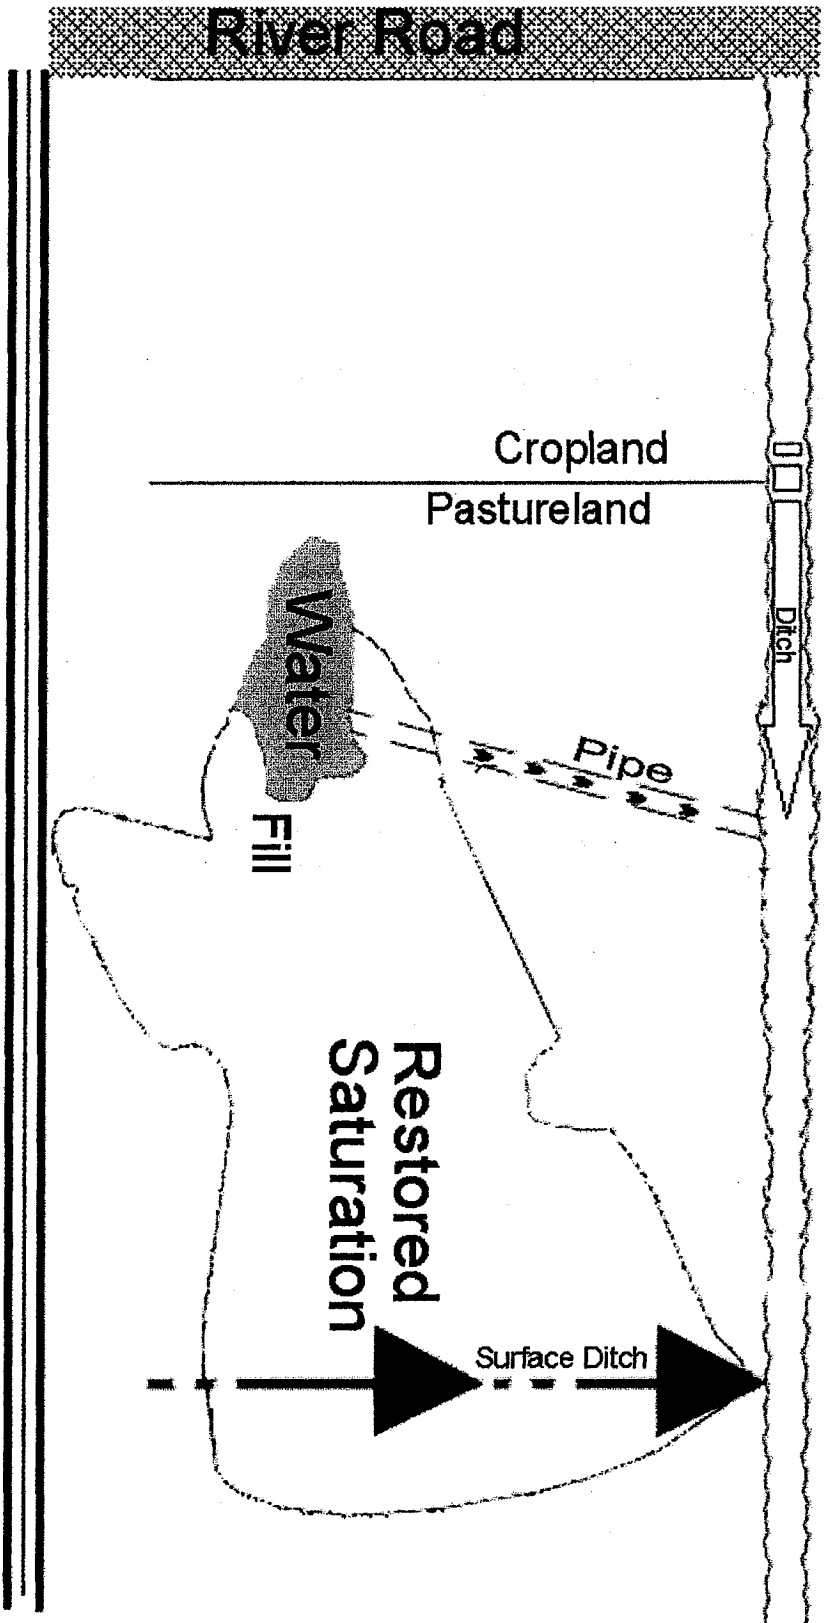 River Road
Cropland
Pastureland
Ditch
Water
Pipe
Fill
Restored
Saturation
Surface Ditch